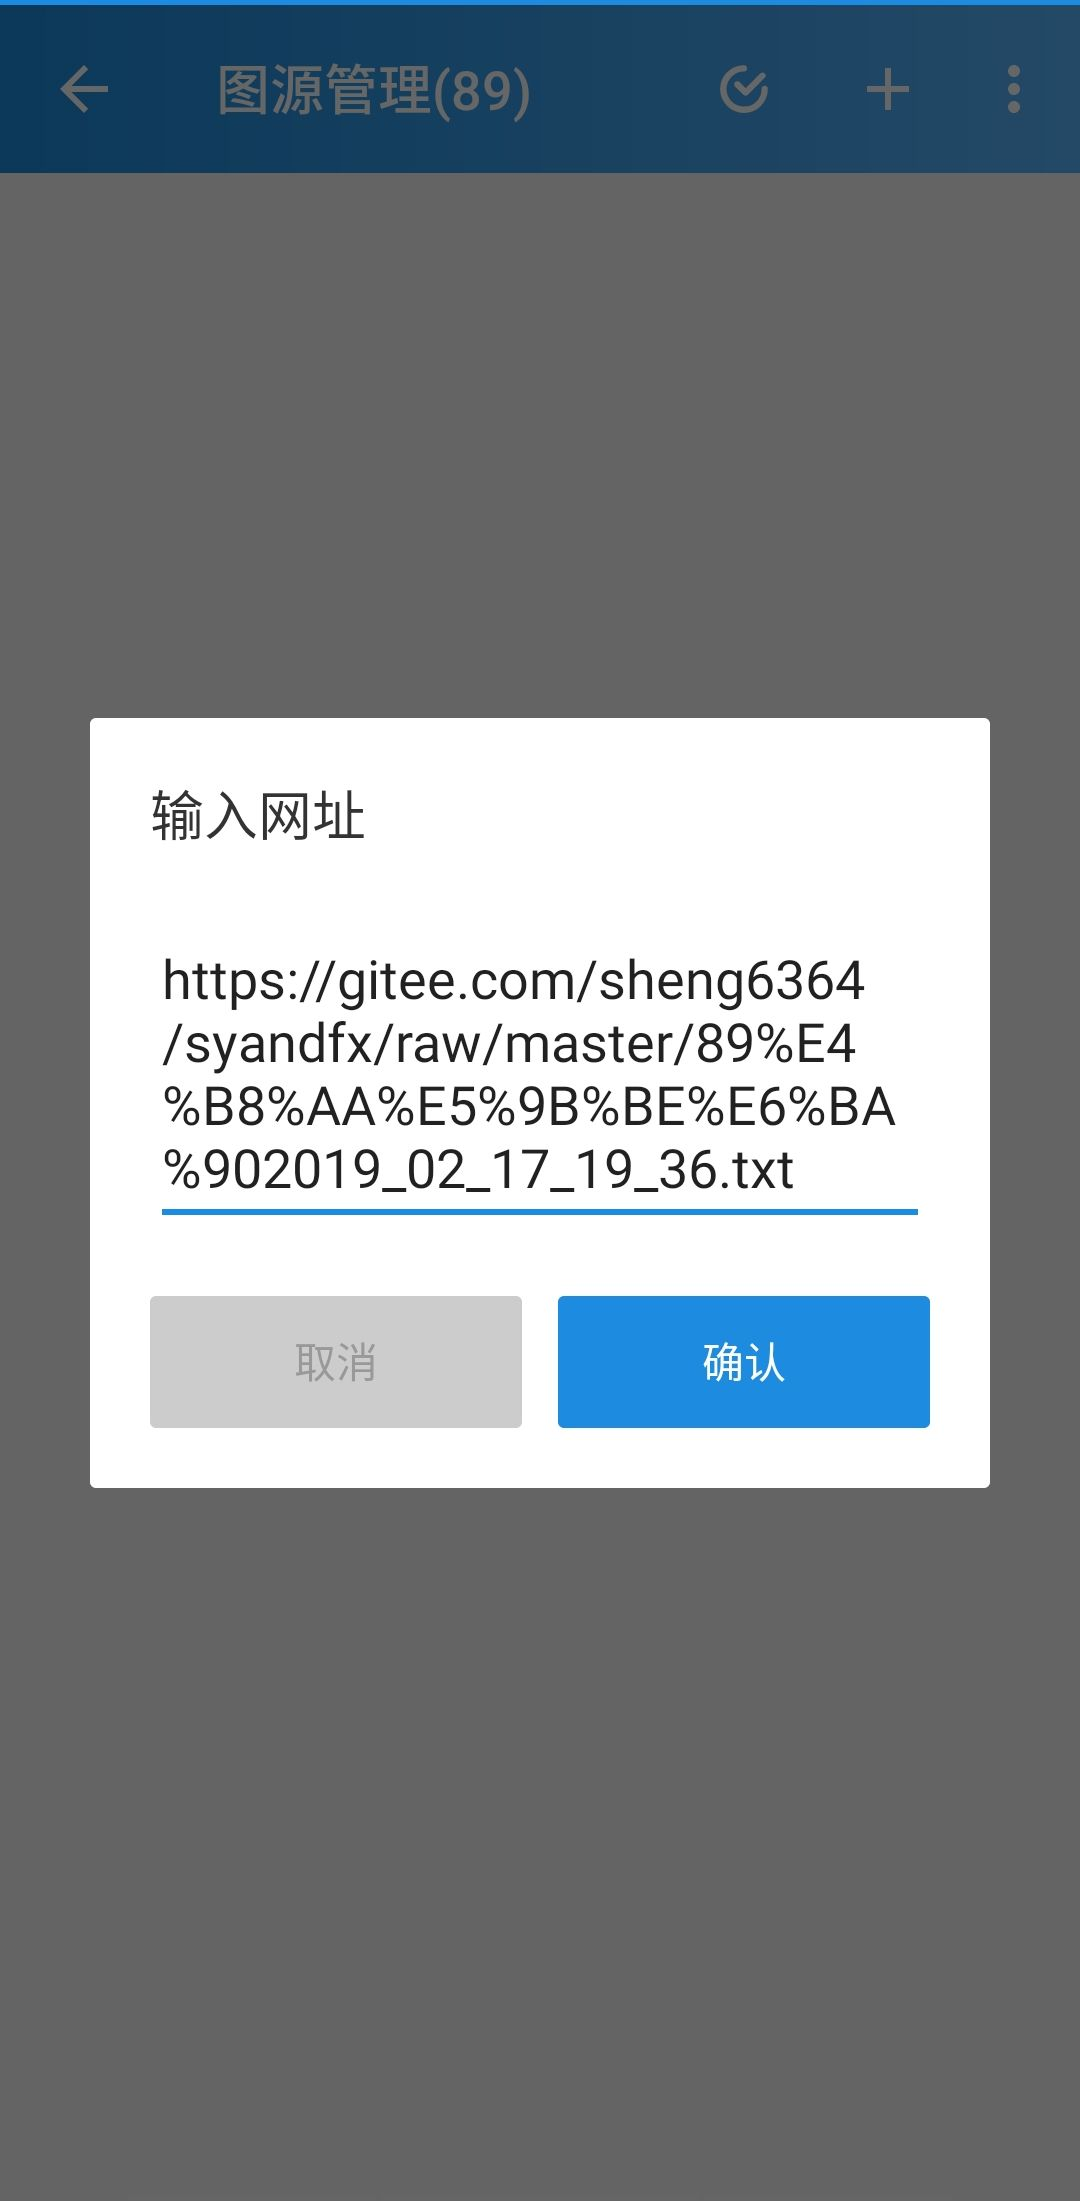 图源管理(89)
输入网址
https://gitee.com/sheng6364
/syandfx/raw/master/89%E4
%B8%AA%E5%9B%BE%E6%BA
%902019_02_17_19_36.txt
取消
确认